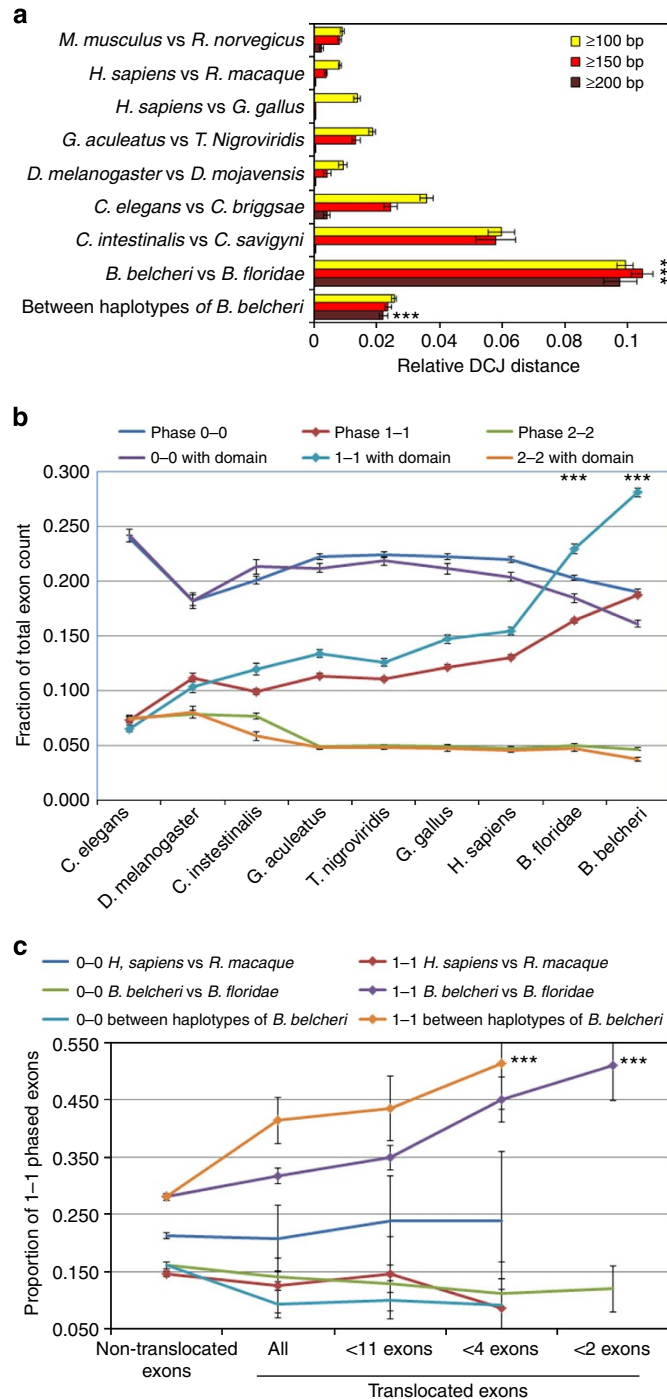 a
M. musculus vs R. norvegicus
H. sapiens vs R. macaque
H. sapiens vs G. gallus
G. aculeatus vs T. Nigroviridis
D. melanogaster vs D. mojavensis
C. elegans vs C. briggsae
C. intestinalis vs C. savigyni
B. belcheri vs B. floridae
Between haplotypes of B. belcheri
≥100 bp
≥150 bp
≥200 bp
***
***
0 0.02 0.04 0.06 0.08 0.1
Relative DCJ distance
b
Phase 0–0 Phase 1–1 Phase 2–2
0–0 with domain 1–1 with domain 2–2 with domain
Fraction of total exon count
0.300
0.250
0.200
0.150
0.100
0.050
0.000
*** ***
C. elegans
D. melanogaster
C. instestinalis
G. aculeatus
T. nigroviridis
G. gallus
H. sapiens
B. floridae
B. belcheri
c
0–0 H, sapiens vs R. macaque 1–1 H. sapiens vs R. macaque
0–0 B. belcheri vs B. floridae 1–1 B. belcheri vs B. floridae
0–0 between haplotypes of B. belcheri 1–1 between haplotypes of B. belcheri
Proportion of 1–1 phased exons
0.550
0.450
0.350
0.250
0.150
0.050
*** ***
Non-translocated All <11 exons <4 exons <2 exons
exons
Translocated exons